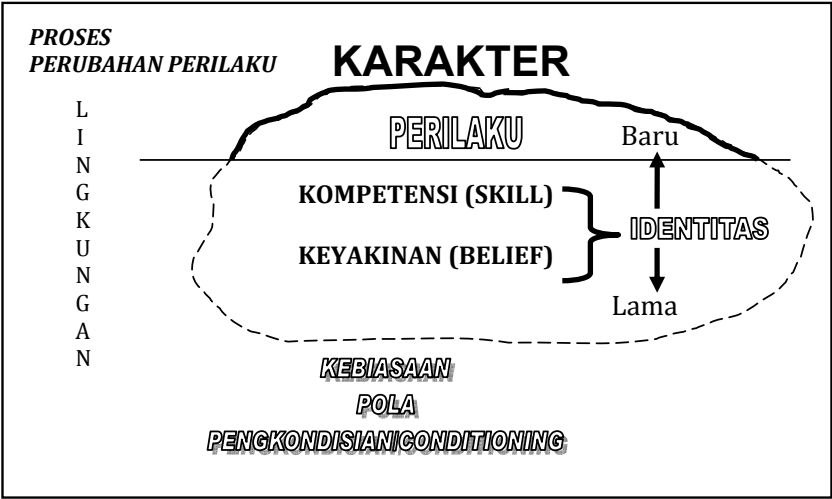 PROSES
PERUBAHAN PERILAKU
KARAKTER
L
I
N
G
K
U
N
G
A
N
PERILAKU
Baru
KOMPETENSI (SKILL)
IDENTITAS
KEYAKINAN (BELIEF)
Lama
KEBIASAAN
POLA
PENGKONDISIAN/CONDITIONING